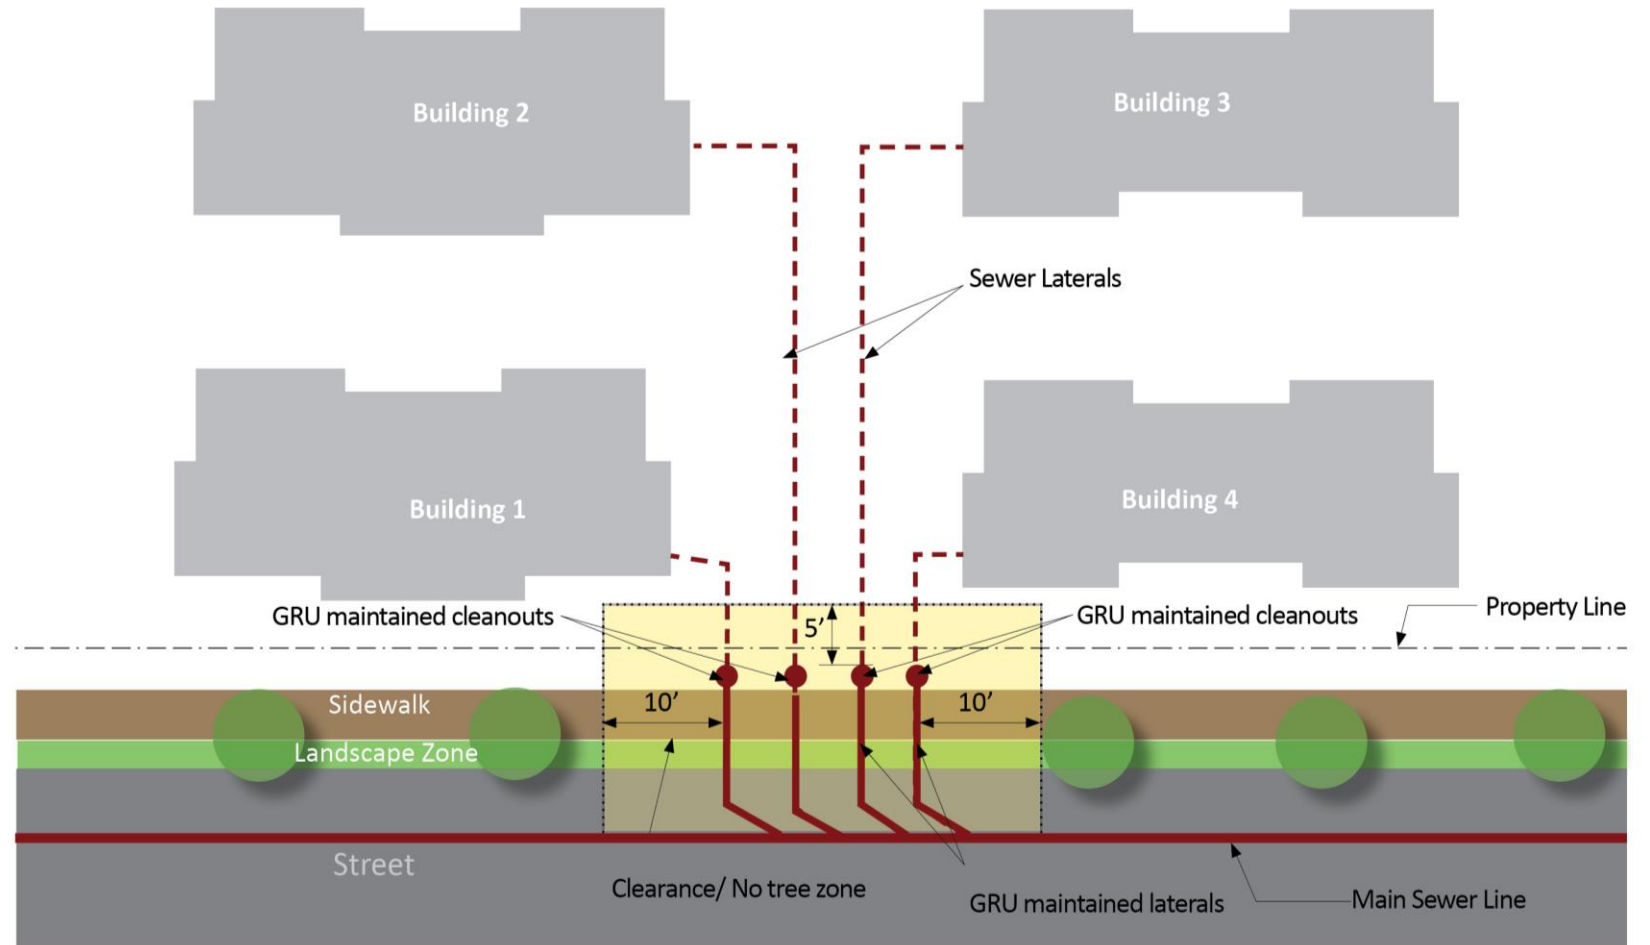 Building 2
Building 3
Sewer Laterals
Building 1
Building 4
GRU maintained cleanouts
5’
GRU maintained cleanouts
Property Line
Sidewalk
10’
10’
Landscape Zone
Street
Clearance/ No tree zone
GRU maintained laterals
Main Sewer Line